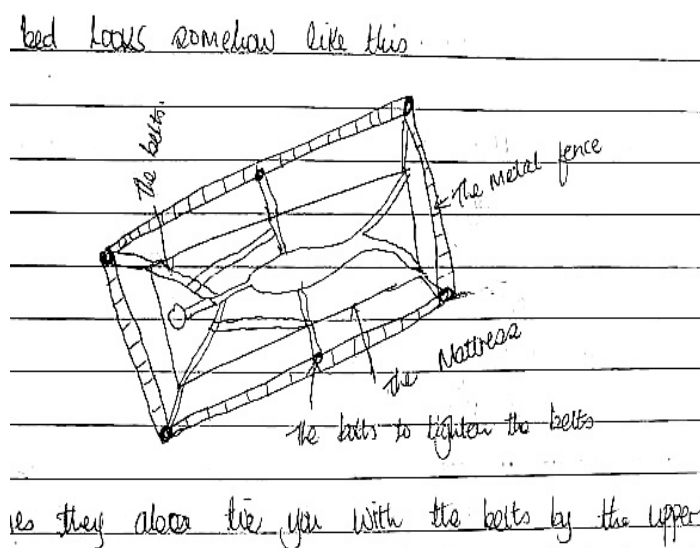 bed looks somehow like this.
The belts.
The Metal fence
The Mattress
The bolts to tighten the belts
es they also tie you with the belts by the upper